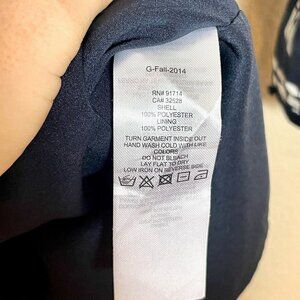 G-Fall-2014
RN# 91714
CA# 32528
SHELL
100% POLYESTER
LINING
100% POLYESTER
TURN GARMENT INSIDE OUT
HAND WASH COLD WITH LIKE
COLORS
DO NOT BLEACH
LAY FLAT TO DRY
LOW IRON ON REVERSE SIDE